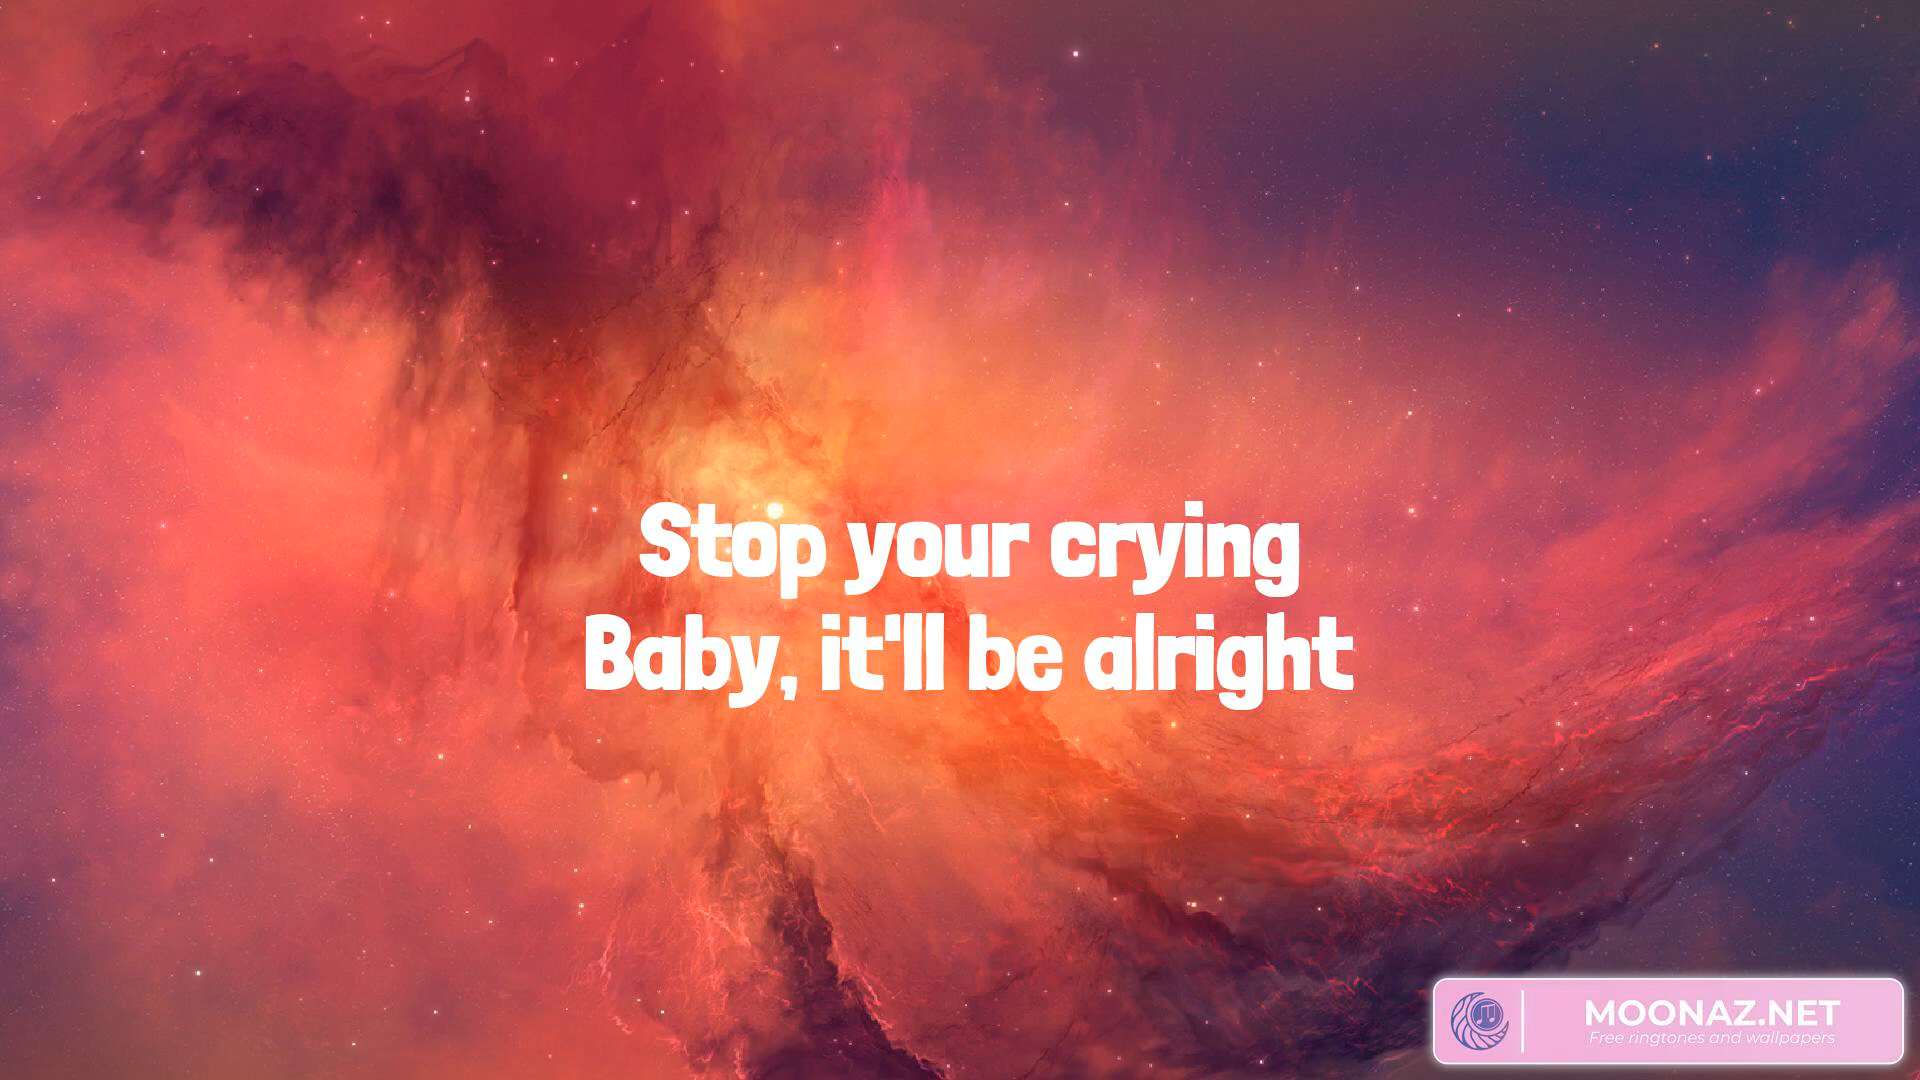 Stop your crying
Baby, it'll be alright
MOONAZ.NET
Free ringtones and wallpapers